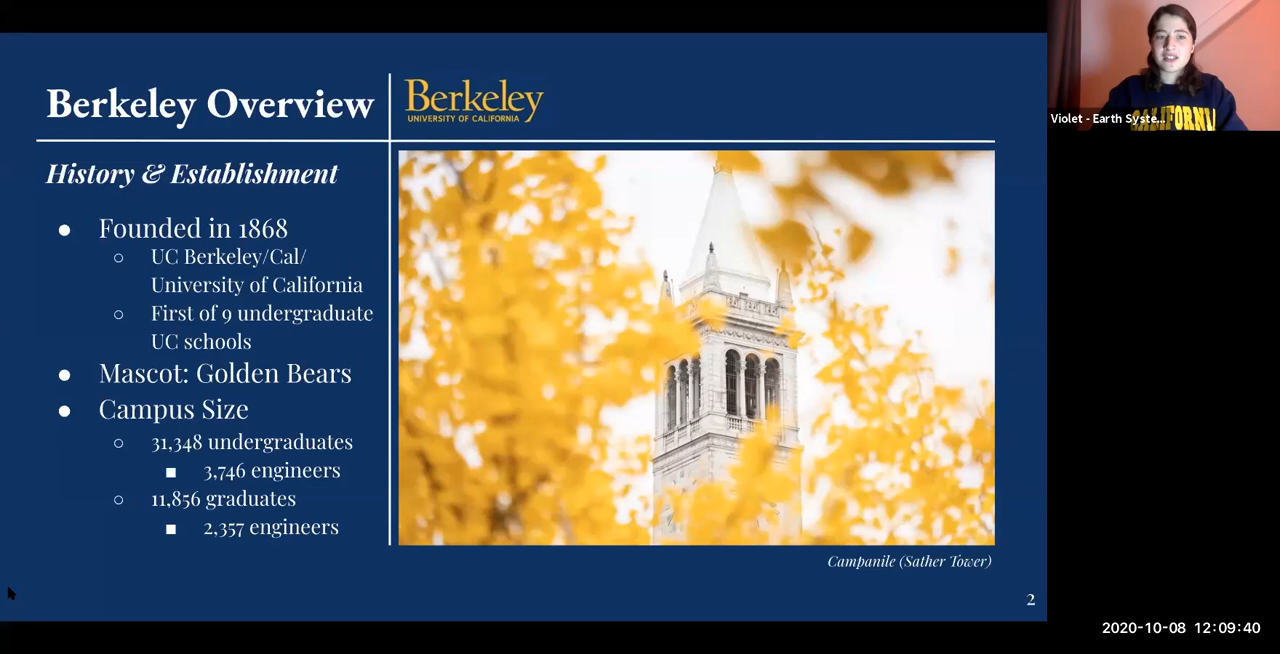 Berkeley Overview
Berkeley
UNIVERSITY OF CALIFORNIA
History & Establishment
● Founded in 1868
○ UC Berkeley/Cal/
University of California
○ First of 9 undergraduate
UC schools
● Mascot: Golden Bears
● Campus Size
○ 31,348 undergraduates
■ 3,746 engineers
○ 11,856 graduates
■ 2,357 engineers
Campanile (Sather Tower)
2
Violet - Earth Syste...
CALIFORNI
2020-10-08 12:09:40